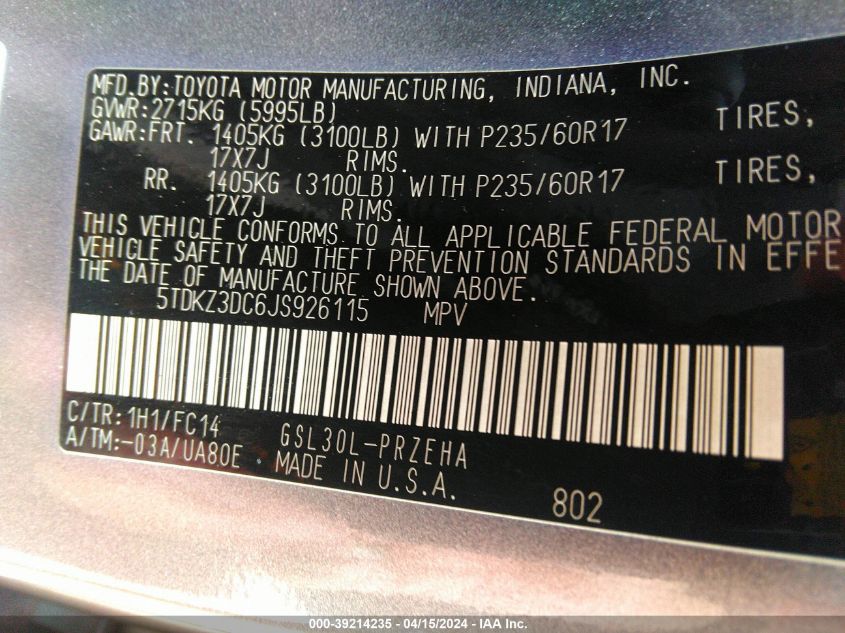 MFD.BY:TOYOTA MOTOR MANUFACTURING, INDIANA, INC.
GVWR:2715KG (5995LB)
GAWR:FRT. 1405KG (3100LB) WITH P235/60R17 TIRES,
17X7J RIMS.
RR. 1405KG (3100LB) WITH P235/60R17 TIRES,
17X7J RIMS.
THIS VEHICLE CONFORMS TO ALL APPLICABLE FEDERAL MOTOR
VEHICLE SAFETY AND THEFT PREVENTION STANDARDS IN EFFE
THE DATE OF MANUFACTURE SHOWN ABOVE.
5TDKZ3DC6JS926115 MPV
C/TR:1H1/FC14 GSL30L-PRZEHA
A/TM:-03A/UA80E MADE IN U.S.A.
802
000-39214235 - 04/15/2024 - IAA Inc.